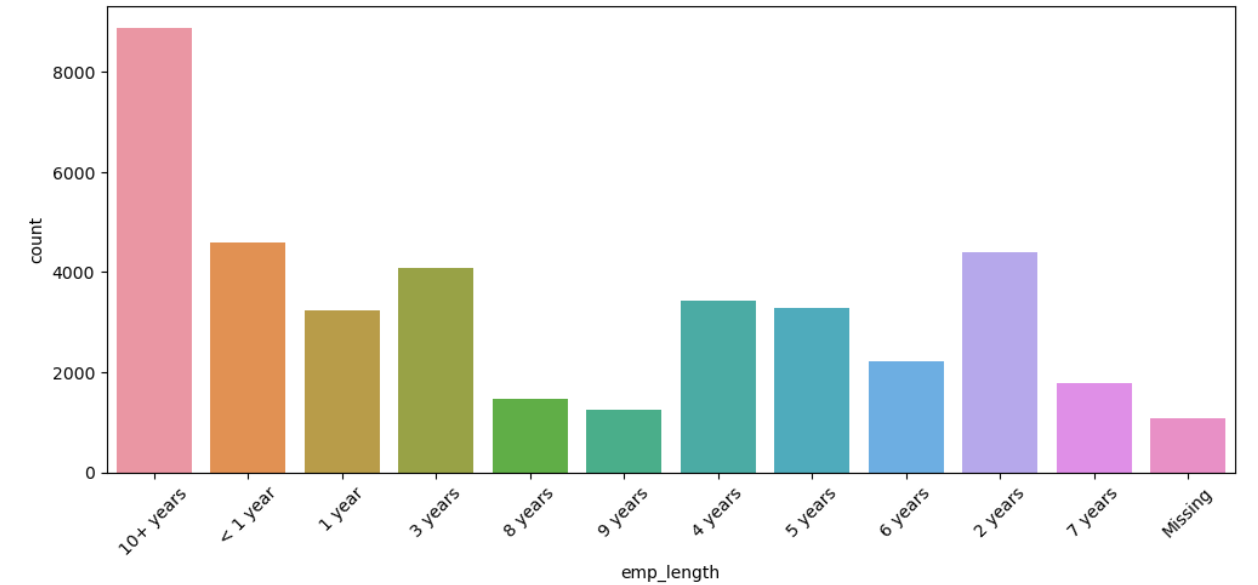 8000
6000
4000
2000
0
count
10+ years
< 1 year
1 year
3 years
8 years
9 years
4 years
5 years
6 years
2 years
7 years
Missing
emp_length